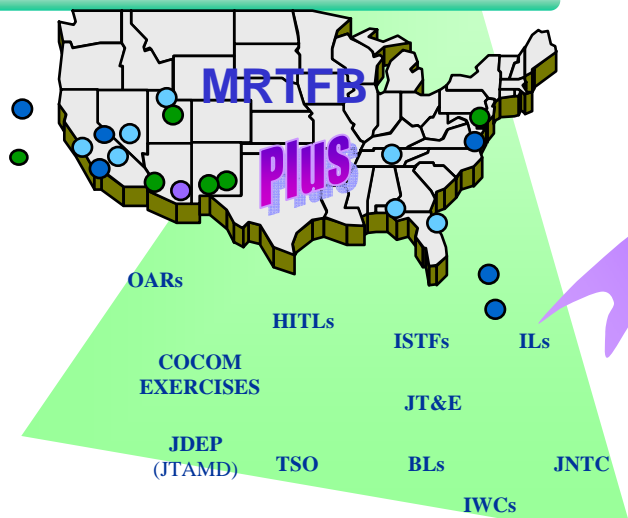 MRTFB
Plus
OARs
HITLs
ISTFs
ILs
COCOM
EXERCISES
JT&E
JDEP
(JTAMD)
TSO
BLs
JNTC
IWCs